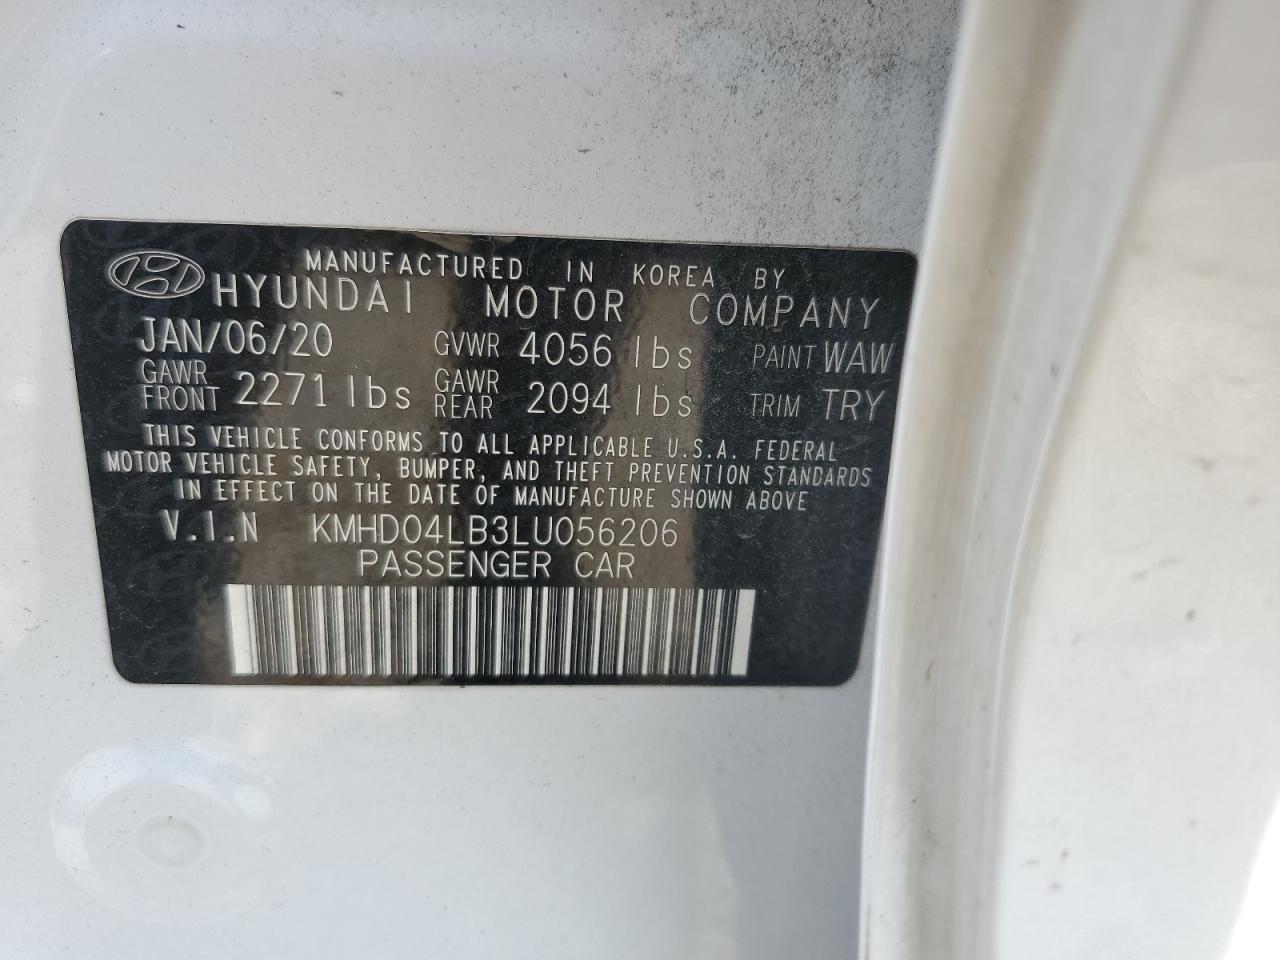 MANUFACTURED IN KOREA BY
HYUNDAI MOTOR COMPANY
JAN/06/20 GVWR 4056 lbs PAINT WAW
GAWR FRONT 2271 lbs GAWR REAR 2094 lbs TRIM TRY
THIS VEHICLE CONFORMS TO ALL APPLICABLE U.S.A. FEDERAL
MOTOR VEHICLE SAFETY, BUMPER, AND THEFT PREVENTION STANDARDS
IN EFFECT ON THE DATE OF MANUFACTURE SHOWN ABOVE
V.I.N KMHD04LB3LU056206
PASSENGER CAR